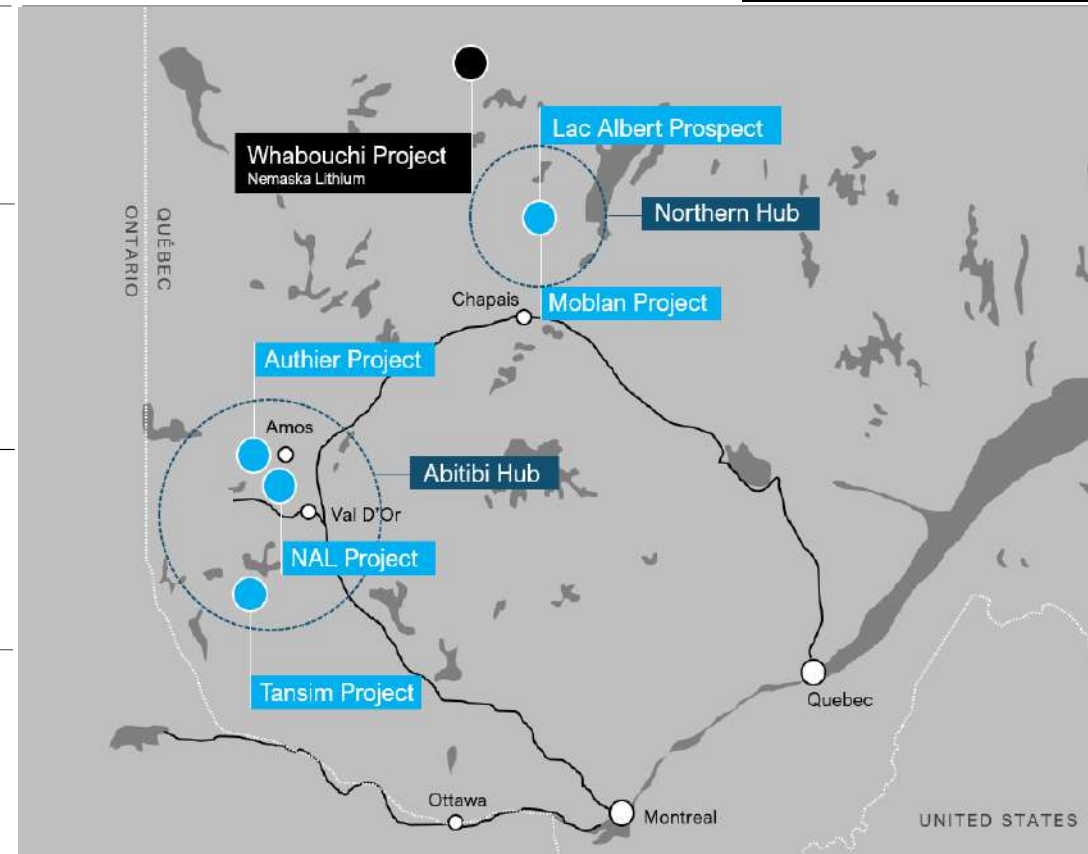 Lac Albert Prospect
Whabouchi Project
Nemaska Lithium
Northern Hub
QUÉBEC
ONTARIO
Chapais
Moblan Project
Authier Project
Amos
Abitibi Hub
Val D'Or
NAL Project
Tansim Project
Quebec
Ottawa
Montreal
UNITED STATES